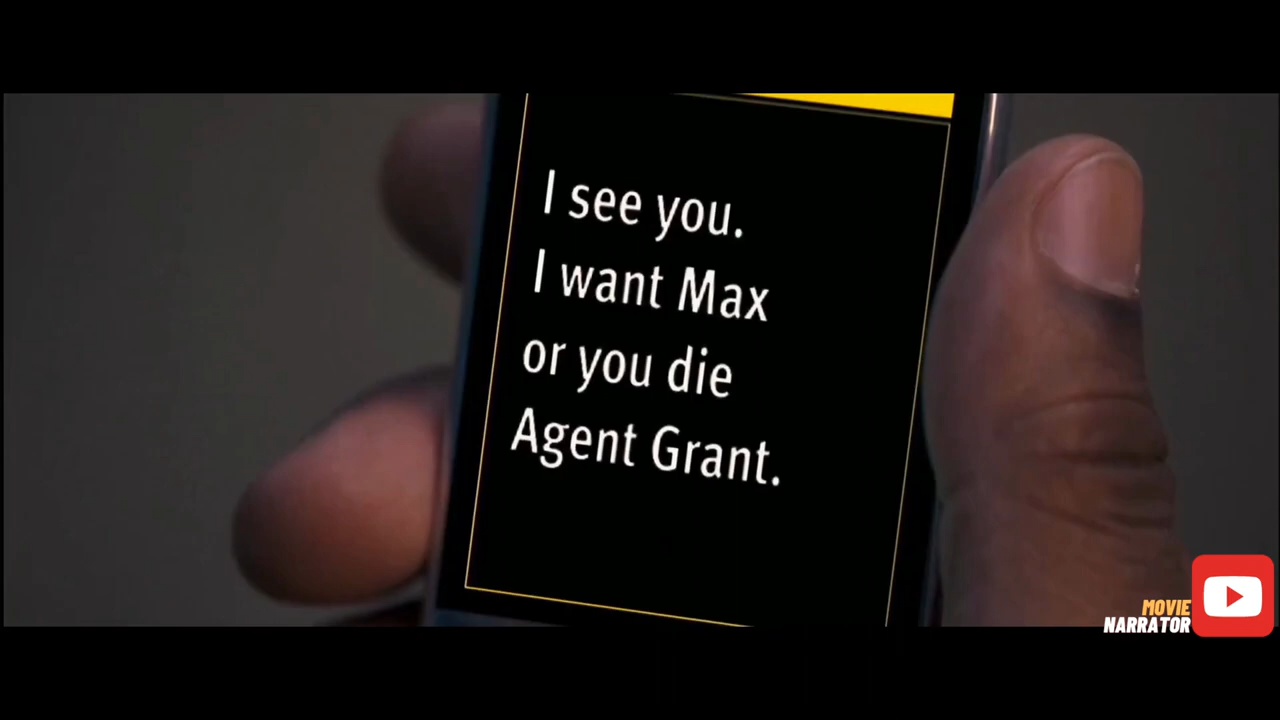 I see you.
I want Max
or you die
Agent Grant.
MOVIE
NARRATOR